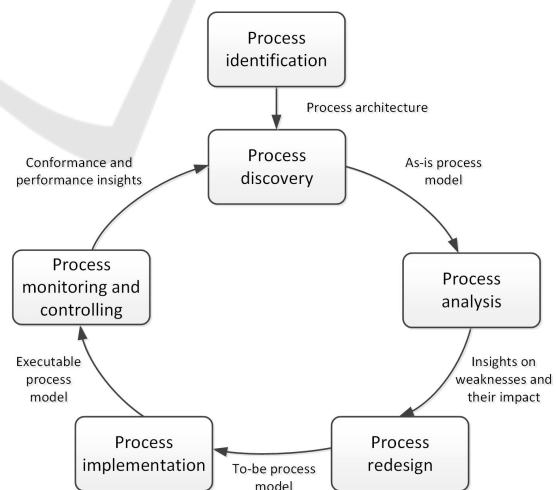 Process
identification
Process architecture
Process
discovery
As-is process
model
Process
analysis
Insights on
weaknesses and
their impact
Process
redesign
To-be process
model
Process
implementation
Executable
process
model
Process
monitoring and
controlling
Conformance and
performance insights